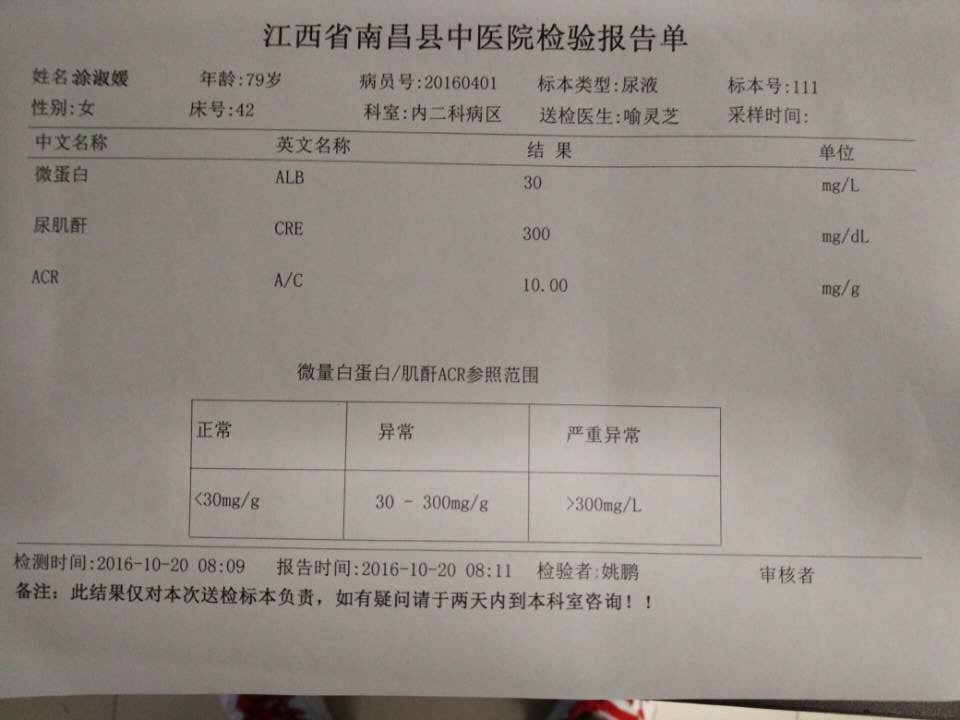 江西省南昌县中医院检验报告单
姓名:涂淑媛 年龄:79岁 病员号:20160401 标本类型:尿液 标本号:111
性别:女 床号:42 科室:内二科病区 送检医生:喻灵芝 采样时间:
中文名称 英文名称 结 果 单位
微蛋白 ALB 30 mg/L
尿肌酐 CRE 300 mg/dL
ACR A/C 10.00 mg/g
微量白蛋白/肌酐ACR参照范围
正常 异常 严重异常
<30mg/g 30 - 300mg/g >300mg/L
检测时间:2016-10-20 08:09 报告时间:2016-10-20 08:11 检验者:姚鹏 审核者
备注: 此结果仅对本次送检标本负责，如有疑问请于两天内到本科室咨询！！